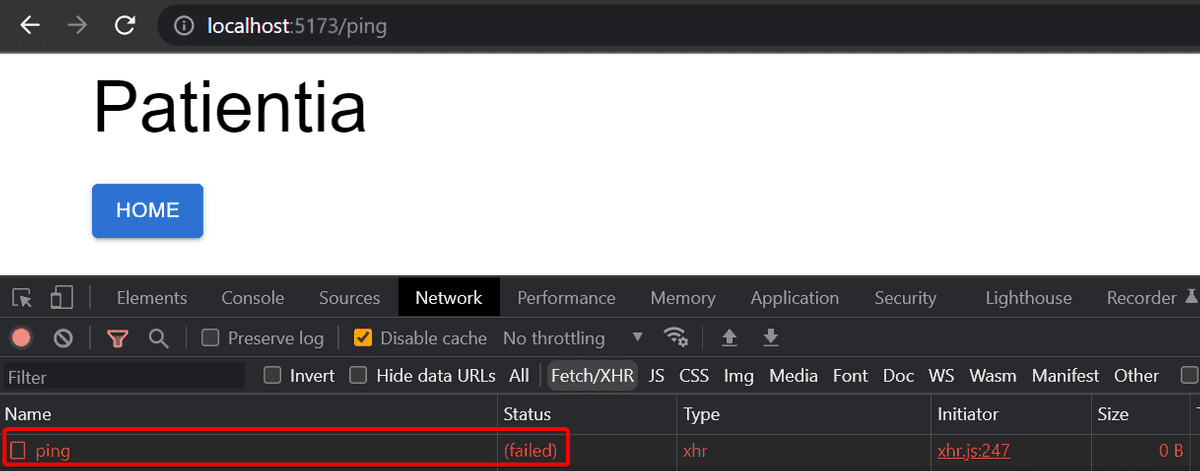 localhost:5173/ping
Patientia
HOME
Elements Console Sources Network Performance Memory Application Security Lighthouse Recorder
Preserve log Disable cache No throttling
Filter Invert Hide data URLs All Fetch/XHR JS CSS Img Media Font Doc WS Wasm Manifest Other
Name Status Type Initiator Size
ping (failed) xhr xhr.js:247 0 B